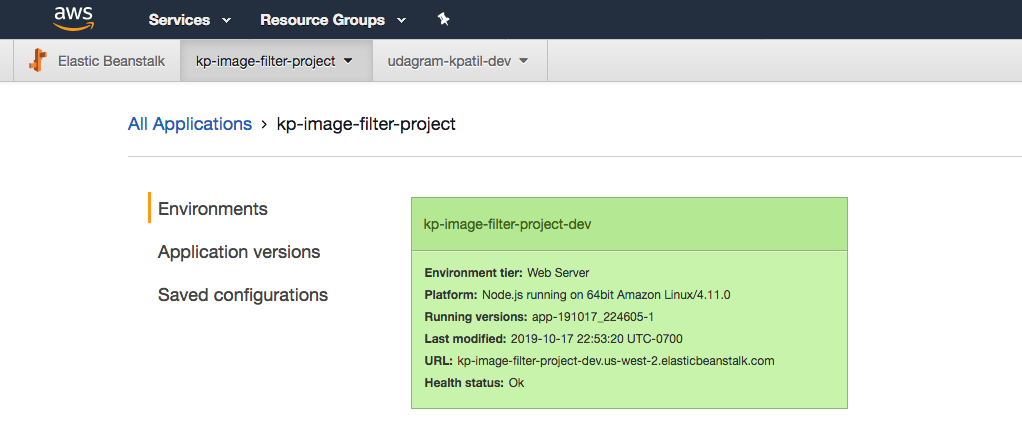 aws Services Resource Groups
Elastic Beanstalk kp-image-filter-project udagram-kpatil-dev
All Applications › kp-image-filter-project
Environments
Application versions
Saved configurations
kp-image-filter-project-dev
Environment tier: Web Server
Platform: Node.js running on 64bit Amazon Linux/4.11.0
Running versions: app-191017_224605-1
Last modified: 2019-10-17 22:53:20 UTC-0700
URL: kp-image-filter-project-dev.us-west-2.elasticbeanstalk.com
Health status: Ok